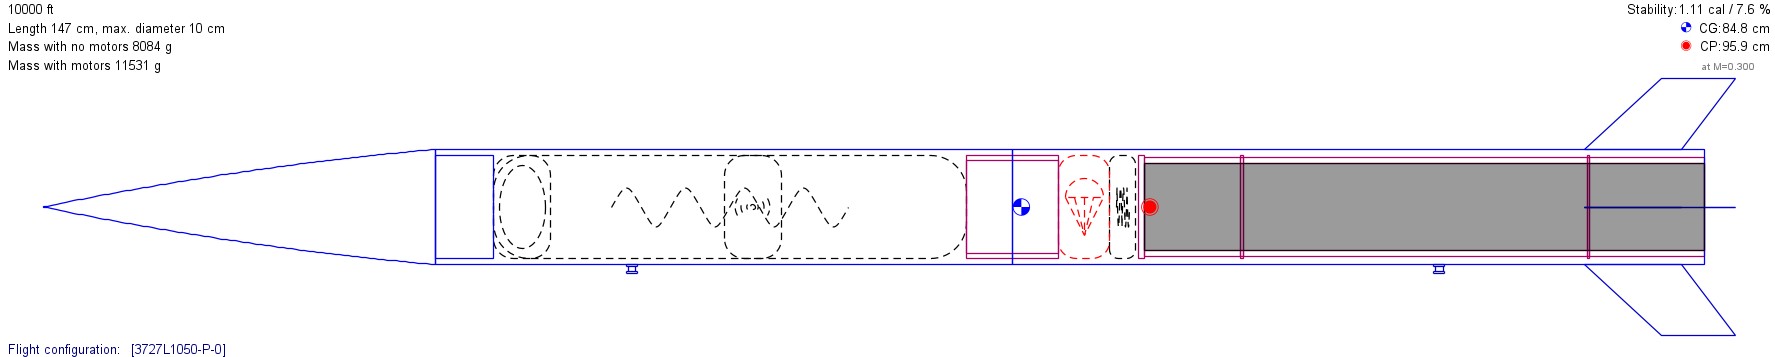 10000 ft
Length 147 cm, max. diameter 10 cm
Mass with no motors 8084 g
Mass with motors 11531 g
Stability: 1.11 cal / 7.6 %
CG: 84.8 cm
CP: 95.9 cm
at M=0.300
Flight configuration: [3727L1050-P-0]